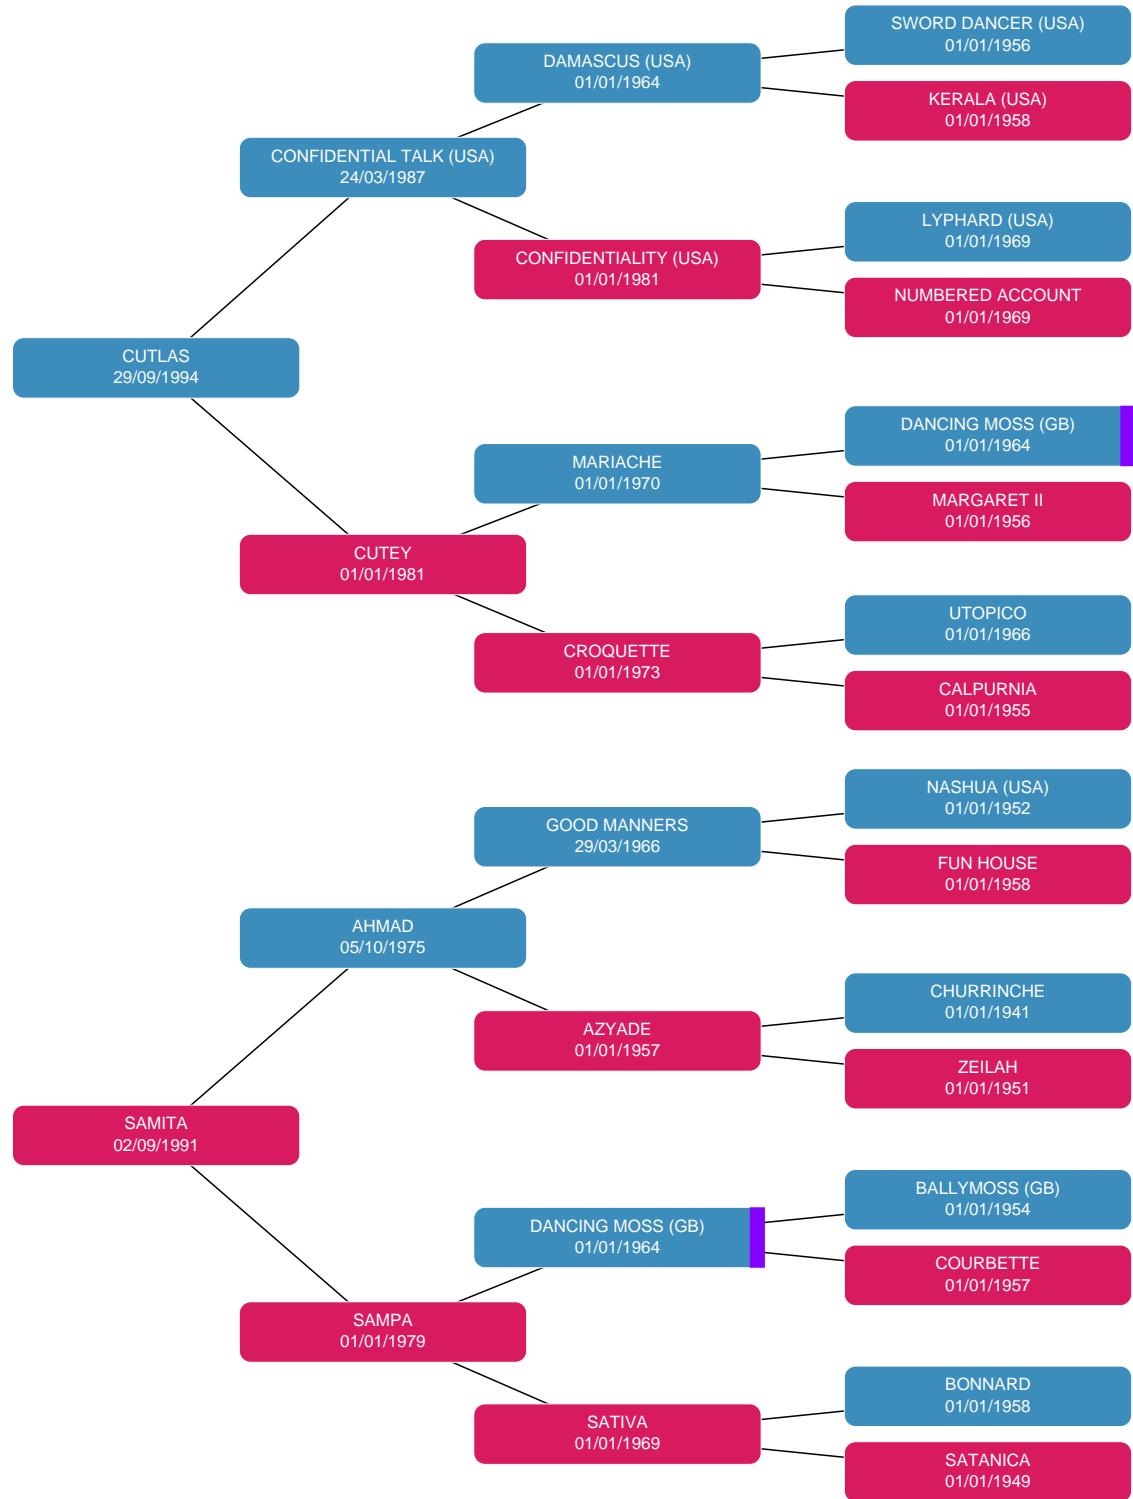 SWORD DANCER (USA)
01/01/1956
DAMASCUS (USA)
01/01/1964
KERALA (USA)
01/01/1958
CONFIDENTIAL TALK (USA)
24/03/1987
LYPHARD (USA)
01/01/1969
CONFIDENTIALITY (USA)
01/01/1981
NUMBERED ACCOUNT
01/01/1969
CUTLAS
29/09/1994
DANCING MOSS (GB)
01/01/1964
MARIACHE
01/01/1970
MARGARET II
01/01/1956
CUTEY
01/01/1981
UTOPICO
01/01/1966
CROQUETTE
01/01/1973
CALPURNIA
01/01/1955
NASHUA (USA)
01/01/1952
GOOD MANNERS
29/03/1966
FUN HOUSE
01/01/1958
AHMAD
05/10/1975
CHURRINCHE
01/01/1941
AZYADE
01/01/1957
ZEILAH
01/01/1951
SAMITA
02/09/1991
BALLYMOSS (GB)
01/01/1954
DANCING MOSS (GB)
01/01/1964
COURBETTE
01/01/1957
SAMPA
01/01/1979
BONNARD
01/01/1958
SATIVA
01/01/1969
SATANICA
01/01/1949